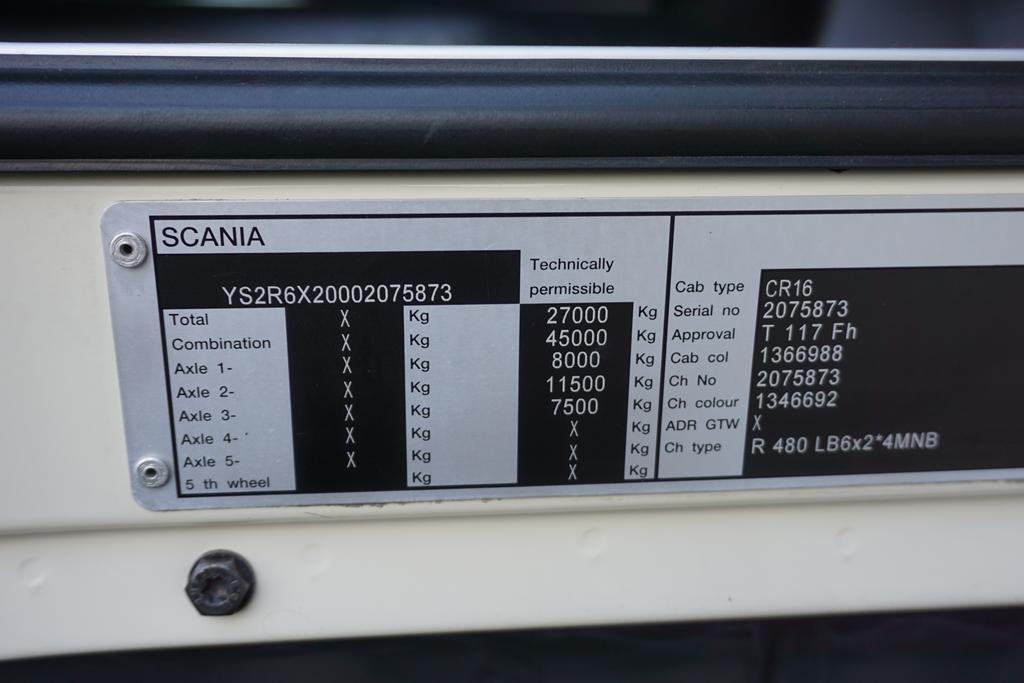 SCANIA
YS2R6X20002075873
Technically
permissible
Total X Kg 27000 Kg
Combination X Kg 45000 Kg
Axle 1- X Kg 8000 Kg
Axle 2- X Kg 11500 Kg
Axle 3- X Kg 7500 Kg
Axle 4- X Kg X Kg
Axle 5- X Kg X Kg
5 th wheel Kg X Kg
Cab type CR16
Serial no 2075873
Approval T 117 Fh
Cab col 1366988
Ch No 2075873
Ch colour 1346692
ADR GTW X
Ch type R 480 LB6x2*4MNB